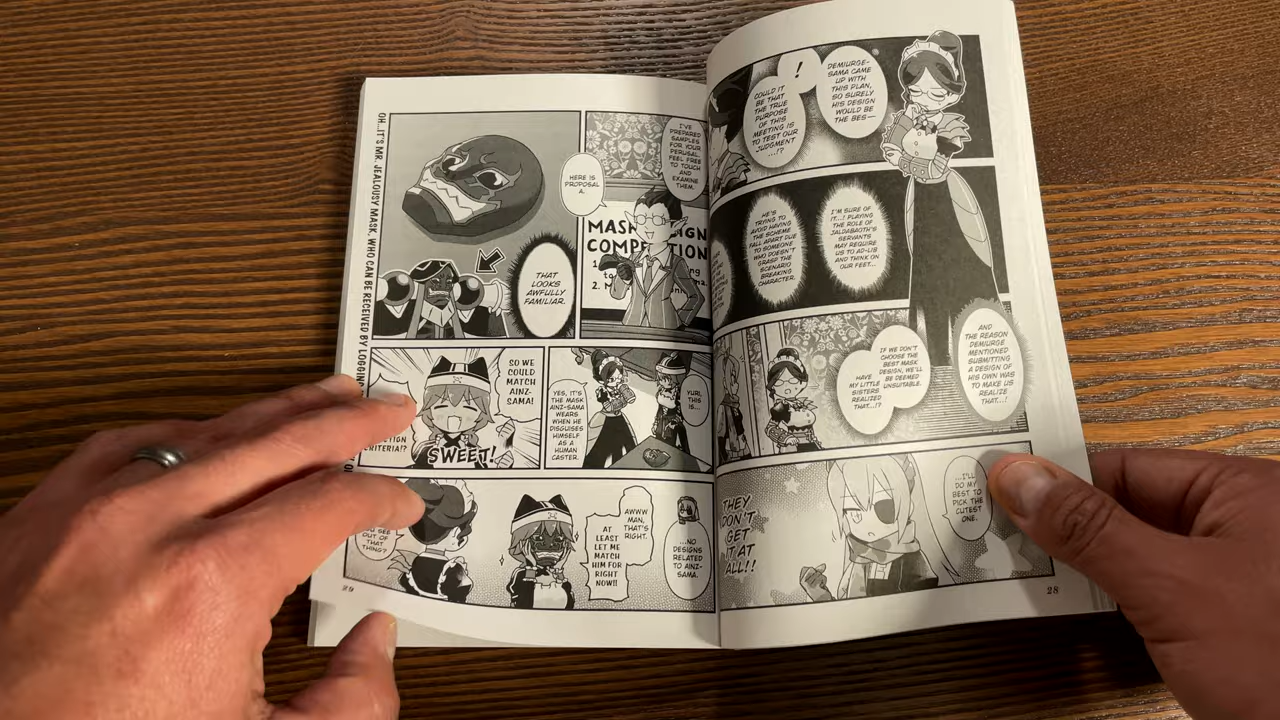 DEMIURGE-
SAMA CAME
UP WITH
THIS PLAN,
SO SURELY
HIS DESIGN
WOULD BE
THE BES—
!
COULD IT
BE THAT
THE TRUE
PURPOSE
OF THIS
MEETING IS
TO TEST OUR
JUDGMENT
...!?
I'M SURE OF
IT...! PLAYING
THE ROLE OF
JALDABAOTH'S
SERVANTS
MAY REQUIRE
US TO AD-LIB
AND THINK ON
OUR FEET...
HE'S
TRYING TO
AVOID HAVING
THE SCHEME
FALL APART DUE
TO SOMEONE
WHO DOESN'T
GRASP THE
SCENARIO
BREAKING
CHARACTER.
AND
THE REASON
DEMIURGE
MENTIONED
SUBMITTING
A DESIGN OF
HIS OWN WAS
TO MAKE US
REALIZE
THAT...!
IF WE DON'T
CHOOSE THE
BEST MASK
DESIGN, WE'LL
BE DEEMED
UNSUITABLE.
HAVE
MY LITTLE
SISTERS
REALIZED
THAT...!?
...I'LL
DO MY
BEST TO
PICK THE
CUTEST
ONE.
THEY
DON'T
GET
IT AT
ALL!!
28
I'VE
PREPARED
SAMPLES
FOR YOUR
PERUSAL.
FEEL FREE
TO TOUCH
AND
EXAMINE
THEM.
HERE IS
PROPOSAL
A.
MASK
1.
2.
THAT
LOOKS
AWFULLY
FAMILIAR.
YURI,
THIS
IS...
YES, IT'S
THE MASK
AINZ-SAMA
WEARS
WHEN HE
DISGUISES
HIMSELF
AS A
HUMAN
CASTER.
SO WE
COULD
MATCH
AINZ-
SAMA!
SWEET!
CRITERIA!?
...NO
DESIGNS
RELATED
TO AINZ-
SAMA.
AWWW
MAN,
THAT'S
RIGHT.
AT
LEAST
LET ME
MATCH
HIM FOR
RIGHT
NOW!!
SEE
OUT OF
THAT
THING?
29
OH...IT'S MR. JEALOUSY MASK, WHO CAN BE RECEIVED BY